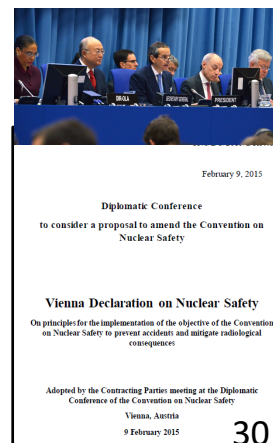 PRESIDENT
February 9, 2015
Diplomatic Conference
to consider a proposal to amend the Convention on
Nuclear Safety
Vienna Declaration on Nuclear Safety
On principles for the implementation of the objective of the Convention
on Nuclear Safety to prevent accidents and mitigate radiological
consequences
Adopted by the Contracting Parties meeting at the Diplomatic
Conference of the Convention on Nuclear Safety
Vienna, Austria
9 February 2015
30